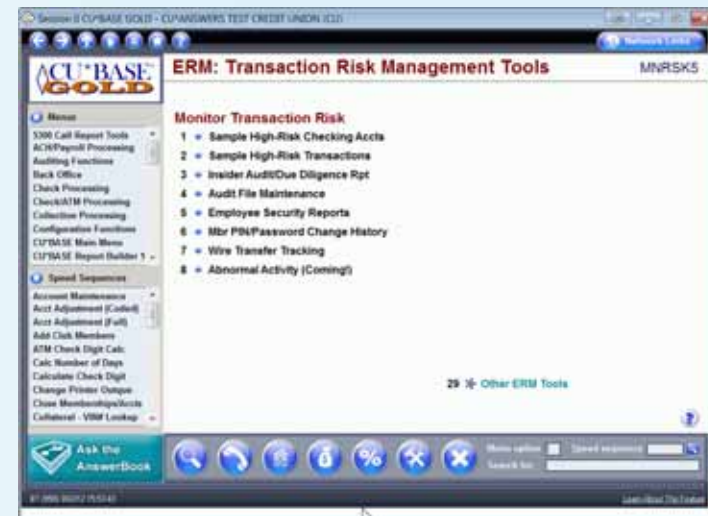 Session 0 CU*BASE GOLD - CU*ANSWERS TEST CREDIT UNION (CU)
Network Links
CU*BASE
GOLD
ERM: Transaction Risk Management Tools
MNRSK5
Menus
5300 Call Report Tools
ACH/Payroll Processing
Auditing Functions
Back Office
Check Processing
Check/ATM Processing
Collection Processing
Configuration Functions
CU*BASE Main Menu
CU*BASE Report Builder 1
Speed Sequences
Account Maintenance
Acct Adjustment (Coded)
Acct Adjustment (Full)
Add Club Members
ATM Check Digit Calc
Calc Number of Days
Calculate Check Digit
Change Printer Outque
Close Memberships/Accts
Collateral - VIN# Lookup
Monitor Transaction Risk
1 Sample High-Risk Checking Accts
2 Sample High-Risk Transactions
3 Insider Audit/Due Diligence Rpt
4 Audit File Maintenance
5 Employee Security Reports
6 Mbr PIN/Password Change History
7 Wire Transfer Tracking
8 Abnormal Activity (Coming!)
29 Other ERM Tools
Ask the
AnswerBook
Menu option
Speed sequence
Search for
Learn About This Feature